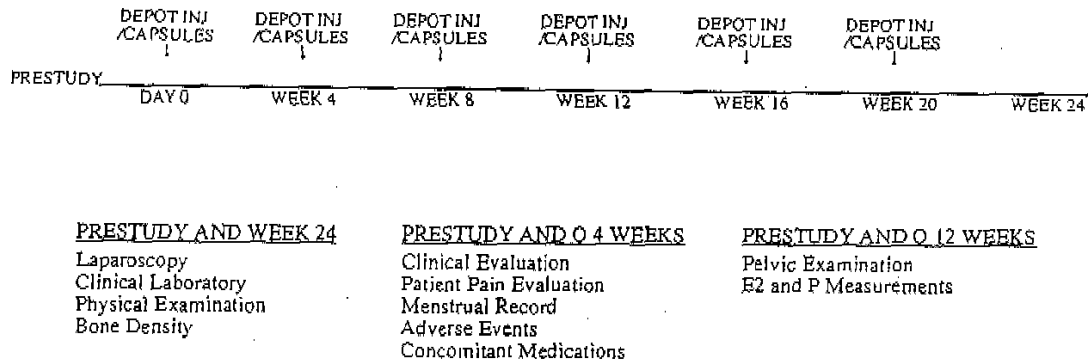 DEPOT INJ DEPOT INJ DEPOT INJ DEPOT INJ DEPOT INJ DEPOT INJ
/CAPSULES /CAPSULES /CAPSULES /CAPSULES /CAPSULES /CAPSULES
PRESTUDY
DAY 0 WEEK 4 WEEK 8 WEEK 12 WEEK 16 WEEK 20 WEEK 24
PRESTUDY AND WEEK 24
Laparoscopy
Clinical Laboratory
Physical Examination
Bone Density
PRESTUDY AND Q 4 WEEKS
Clinical Evaluation
Patient Pain Evaluation
Menstrual Record
Adverse Events
Concomitant Medications
PRESTUDY AND Q 12 WEEKS
Pelvic Examination
E2 and P Measurements